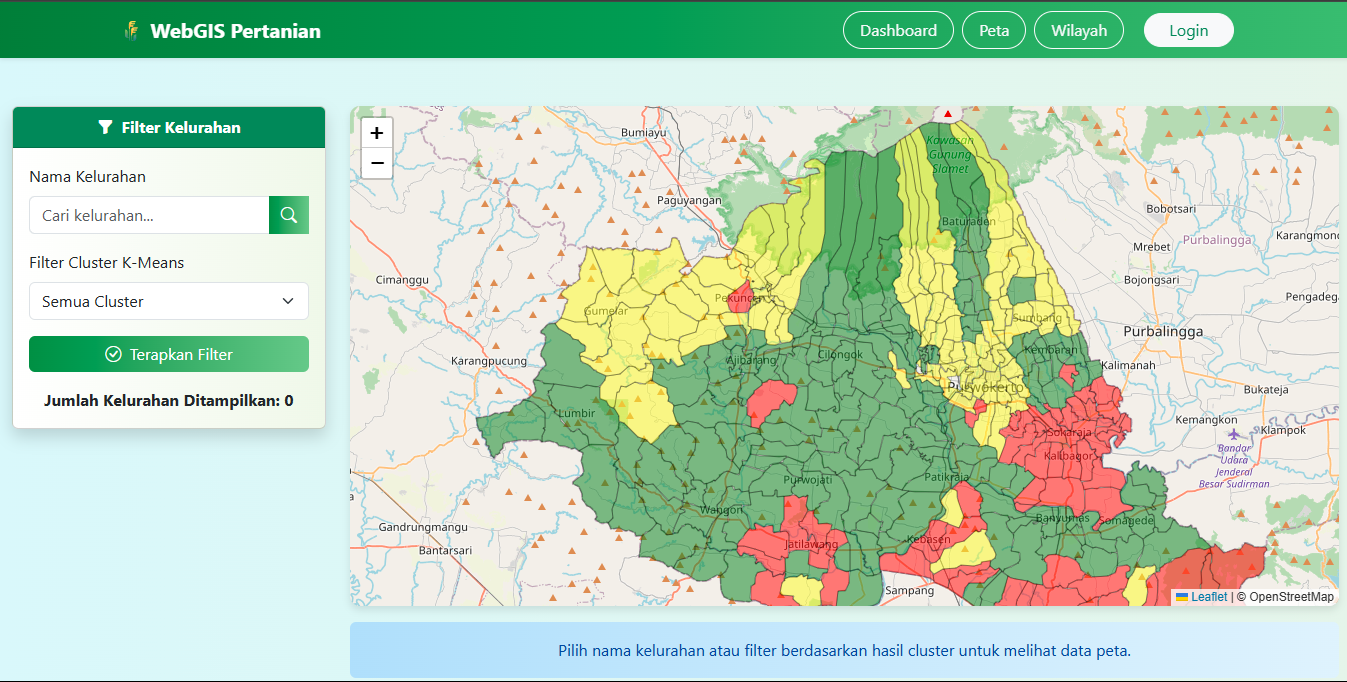 WebGIS Pertanian
Dashboard
Peta
Wilayah
Login
Filter Kelurahan
Nama Kelurahan
Cari kelurahan...
Filter Cluster K-Means
Semua Cluster
Terapkan Filter
Jumlah Kelurahan Ditampilkan: 0
+
−
Bumiayu
Kawasan
Gunung
Slamet
Paguyangan
Baturaden
Bobotsari
Karangmonc
Mrebet
Purbalingga
Cimanggu
Bojongsari
Pekuncen
Pengadega
Gumelar
Sumbang
Purbalingga
Karangpucung
Ajibarang
Cilongok
Kembaran
Kalimanah
Purwokerto
Bukateja
Lumbir
Kemangkon
Sokaraja
Klampok
Kalibagor
Bandar
Udara
Jenderal
Besar Sudirman
Purwojati
Patikraja
Wangon
Banyumas
Somagede
Gandrungmangu
Jatilawang
Kebasen
Bantarsari
Sampang
Leaflet | © OpenStreetMap
Pilih nama kelurahan atau filter berdasarkan hasil cluster untuk melihat data peta.